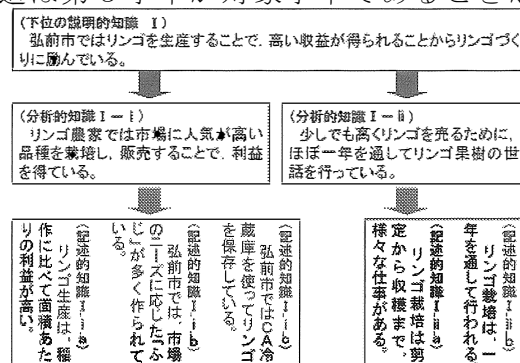 （下位の説明的知識 Ⅰ）
弘前市ではリンゴを生産することで、高い収益が得られることからリンゴづく
りに励んでいる。
（分析的知識Ⅰ－ⅰ）
リンゴ農家では市場に人気が高い
品種を栽培し、販売することで、利益
を得ている。
（分析的知識Ⅰ－ⅱ）
少しでも高くリンゴを売るために、
ほぼ一年を通してリンゴ果樹の世
話を行っている。
（記述的知識Ⅰ-ⅰ-b）
弘前市ではCA冷
蔵庫を使ってリンゴ
を保存している。
弘前市では、市場
のニーズに応じた「ふ
じ」が多く作られて
いる。
（記述的知識Ⅰ-ⅰ-a）
リンゴ生産は、稲
作に比べて面積あた
りの利益が高い。
（記述的知識Ⅰ-ⅱ-b）
リンゴ栽培は、一
年を通して行われる
（記述的知識Ⅰ-ⅱ-a）
リンゴ栽培は剪
定から収穫まで、
様々な仕事がある。